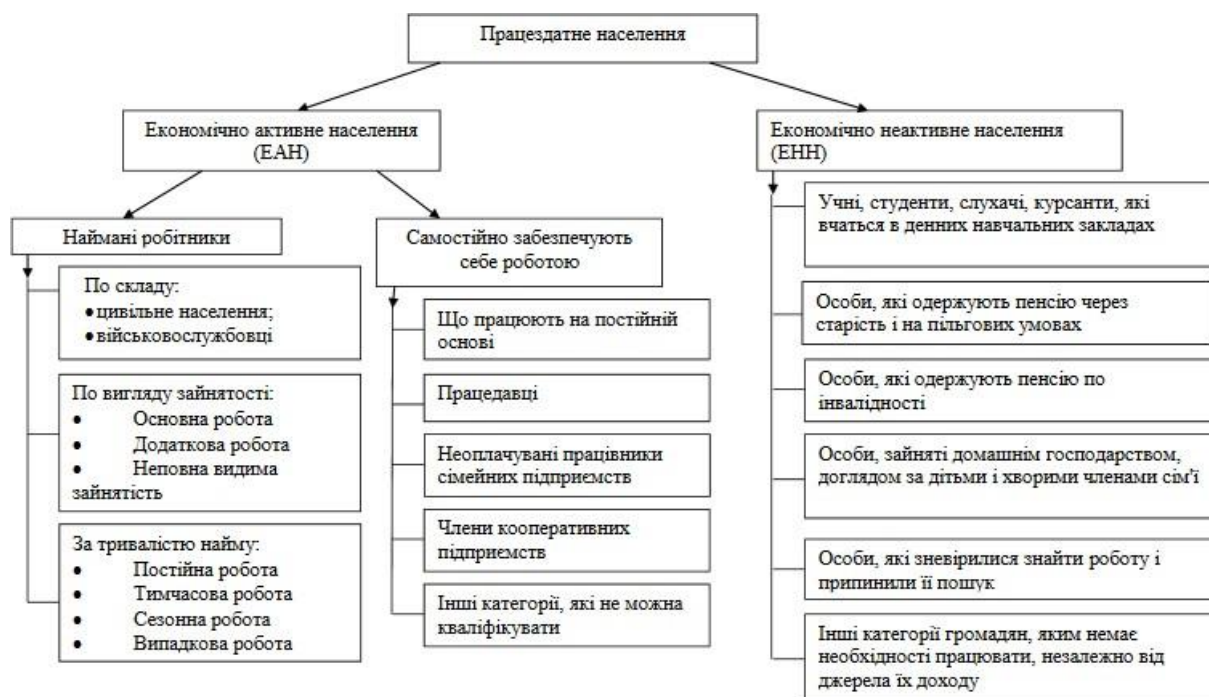 Працездатне населення
Економічно активне населення
(ЕАН)
Економічно неактивне населення
(ЕНН)
Наймані робітники
По складу:
●цивільне населення;
●військовослужбовці
По вигляду зайнятості:
● Основна робота
● Додаткова робота
● Неповна видима
зайнятість
За тривалістю найму:
● Постійна робота
● Тимчасова робота
● Сезонна робота
● Випадкова робота
Самостійно забезпечують
себе роботою
Що працюють на постійній
основі
Працедавці
Неоплачувані працівники
сімейних підприємств
Члени кооперативних
підприємств
Інші категорії, які не можна
кваліфікувати
Учні, студенти, слухачі, курсанти, які
вчаться в денних навчальних закладах
Особи, які одержують пенсію через
старість і на пільгових умовах
Особи, які одержують пенсію по
інвалідності
Особи, зайняті домашнім господарством,
доглядом за дітьми і хворими членами сім'ї
Особи, які зневірилися знайти роботу і
припинили її пошук
Інші категорії громадян, яким немає
необхідності працювати, незалежно від
джерела їх доходу